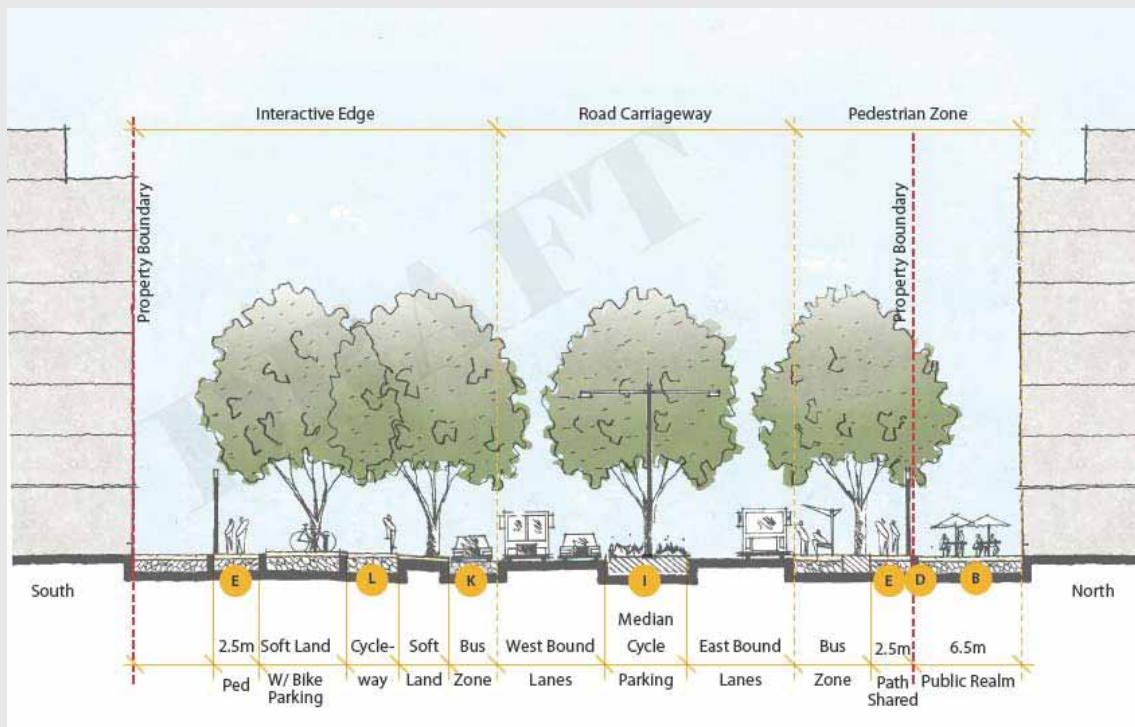 Interactive Edge
Road Carriageway
Pedestrian Zone
Property Boundary
Property Boundary
DRAFT
E
L
K
I
E
D
B
South
North
Median
2.5m
Soft Land
Cycle-
Soft
Bus
West Bound
Cycle
East Bound
Bus
2.5m
6.5m
Ped
W/ Bike
Parking
way
Land
Zone
Lanes
Parking
Lanes
Zone
Path
Shared
Public Realm